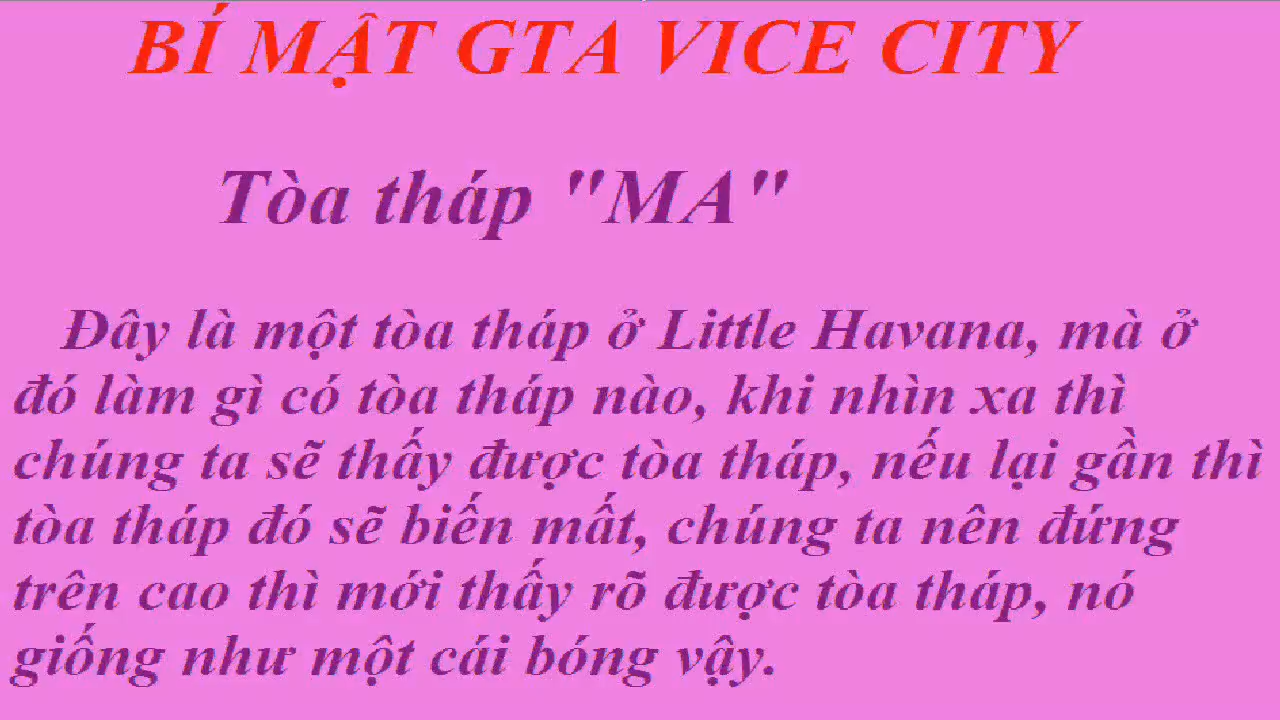 BÍ MẬT GTA VICE CITY
Tòa tháp "MA"
Đây là một tòa tháp ở Little Havana, mà ở
đó làm gì có tòa tháp nào, khi nhìn xa thì
chúng ta sẽ thấy được tòa tháp, nếu lại gần thì
tòa tháp đó sẽ biến mất, chúng ta nên đứng
trên cao thì mới thấy rõ được tòa tháp, nó
giống như một cái bóng vậy.